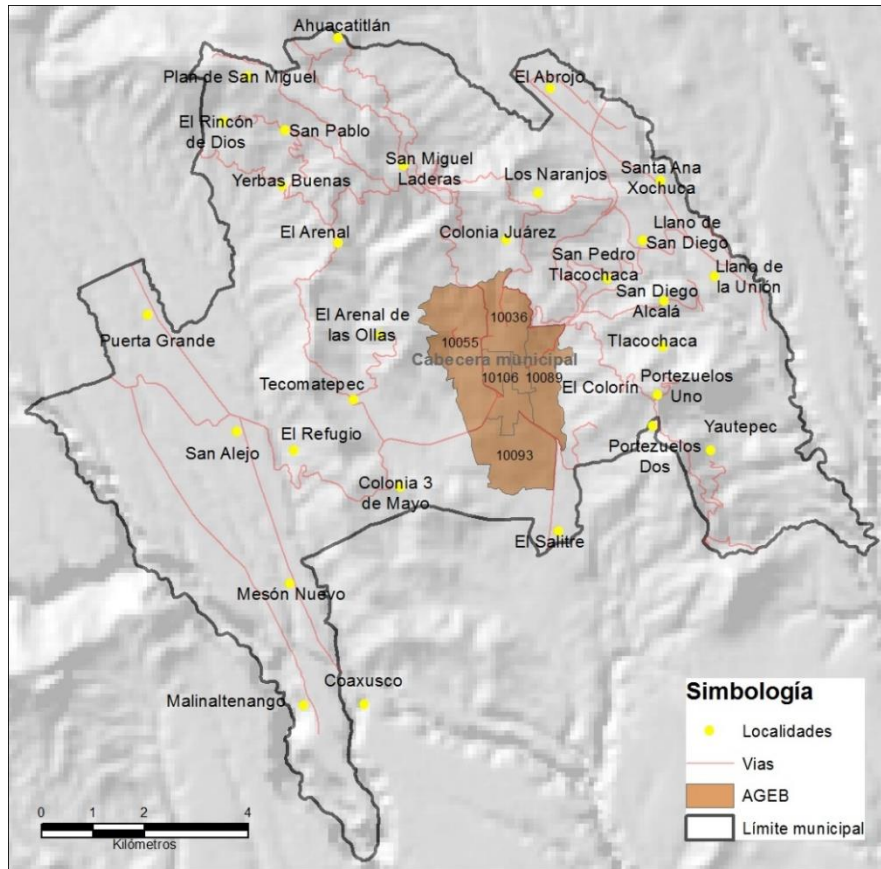 Ahuacatitlán
Plan de San Miguel
El Abrojo
El Rincón
de Dios
San Pablo
San Miguel
Laderas
Los Naranjos
Santa Ana
Xochuca
Yerbas Buenas
El Arenal
Colonia Juárez
Llano de
San Diego
San Pedro
Tlacochaca
Llano de
la Unión
San Diego
Alcalá
Puerta Grande
El Arenal de
las Ollas
10036
10055
Cabecera municipal
Tlacochaca
10106
10089
El Colorín
Portezuelos
Uno
Tecomatepec
San Alejo
El Refugio
10093
Portezuelos
Dos
Yautepec
Colonia 3
de Mayo
El Salitre
Mesón Nuevo
Malinaltenango
Coaxusco
Simbología
Localidades
Vias
AGEB
Límite municipal
0 1 2 4
Kilómetros